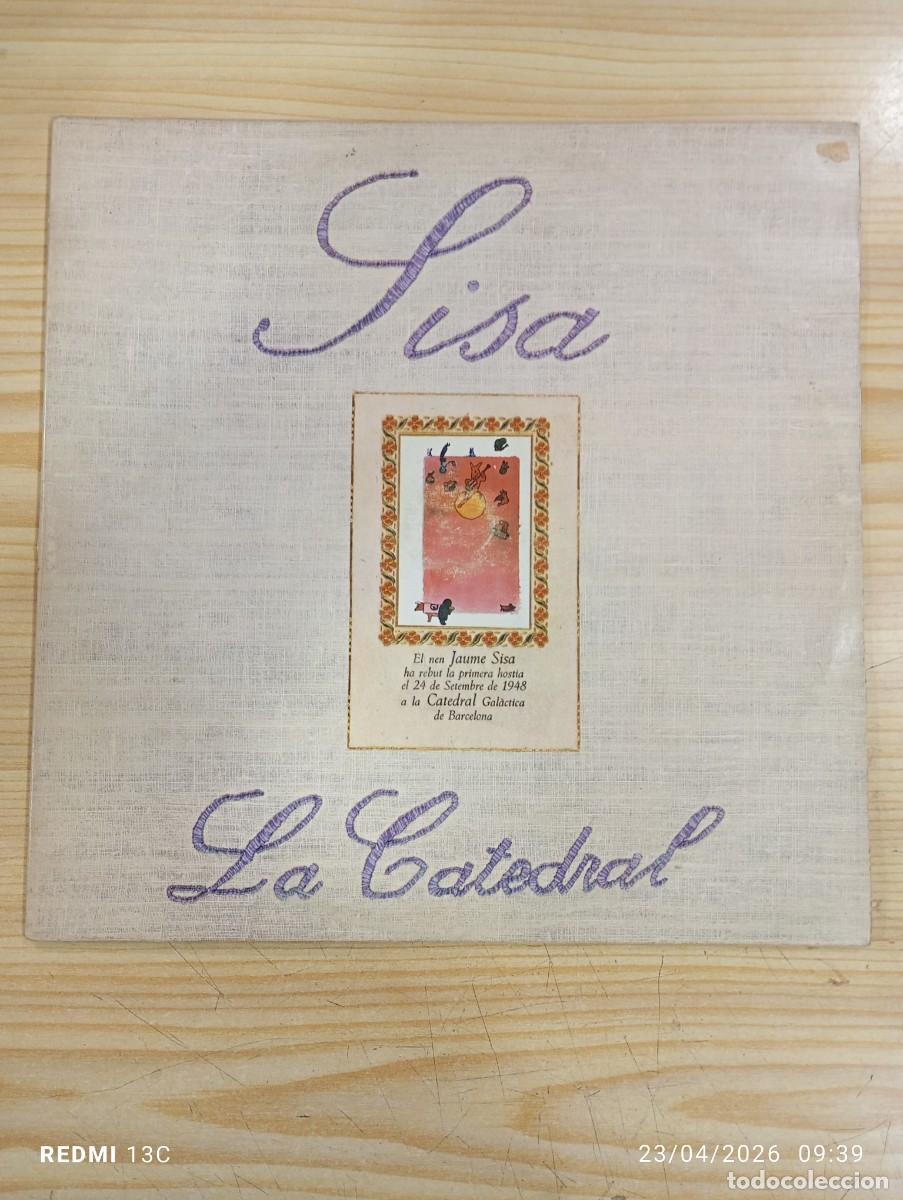 Sisa
El nen Jaume Sisa
ha rebut la primera hostia
el 24 de Setembre de 1948
a la Catedral Galàctica
de Barcelona
La Catedral
REDMI 13C
23/04/2026 09:39
todocoleccion